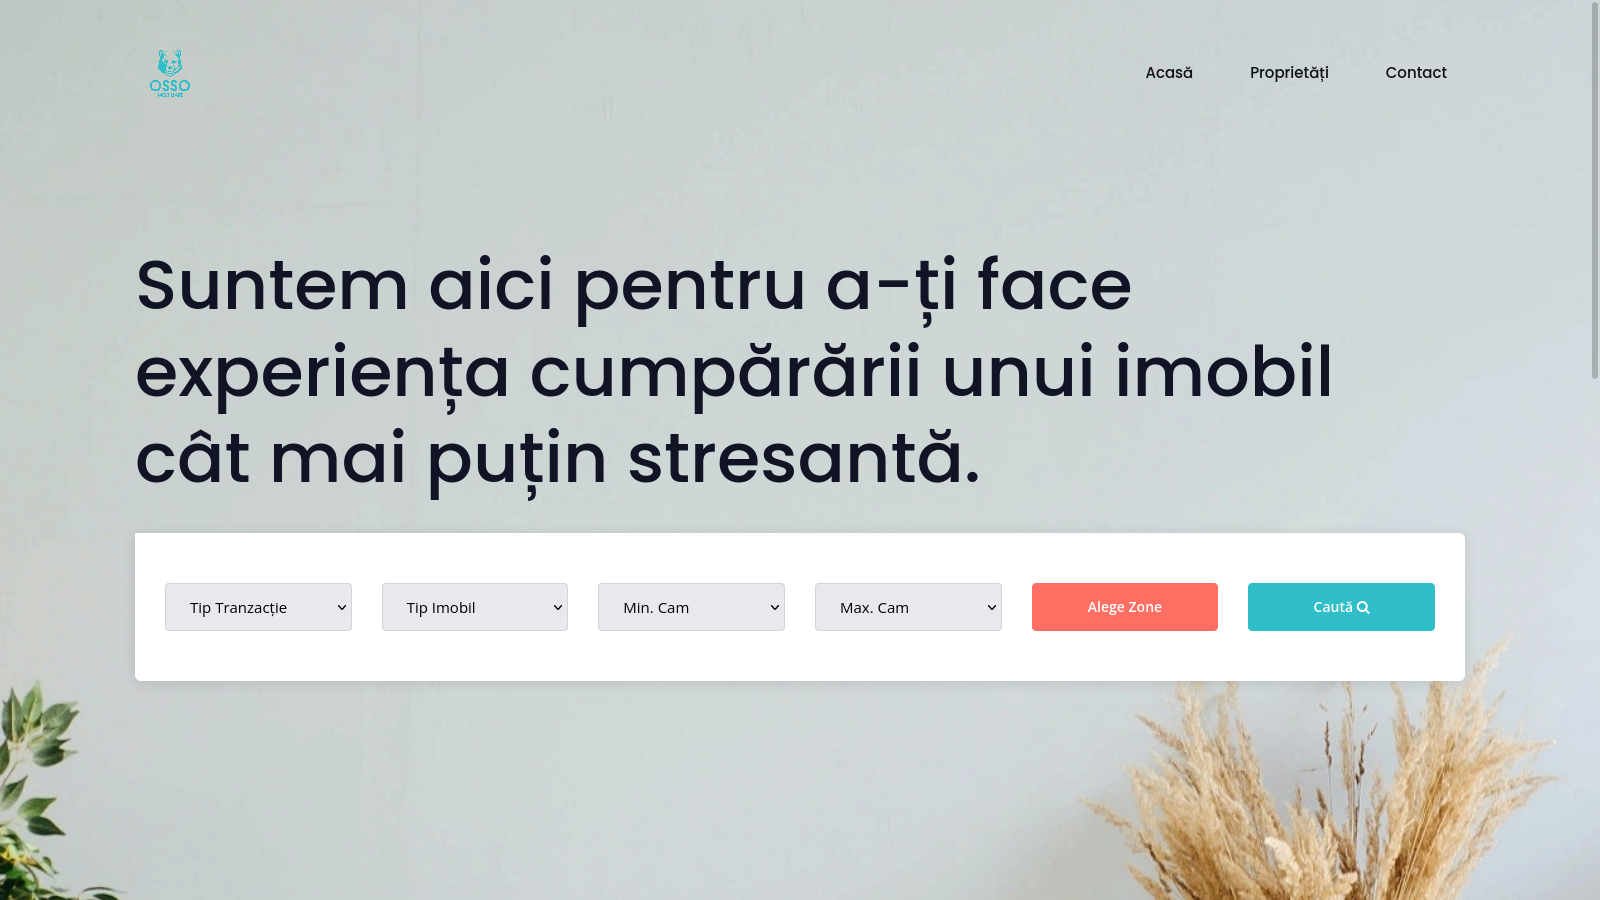 OSSO
Acasă
Proprietăți
Contact
Suntem aici pentru a-ți face
experiența cumpărării unui imobil
cât mai puțin stresantă.
Tip Tranzacție
Tip Imobil
Min. Cam
Max. Cam
Alege Zone
Caută